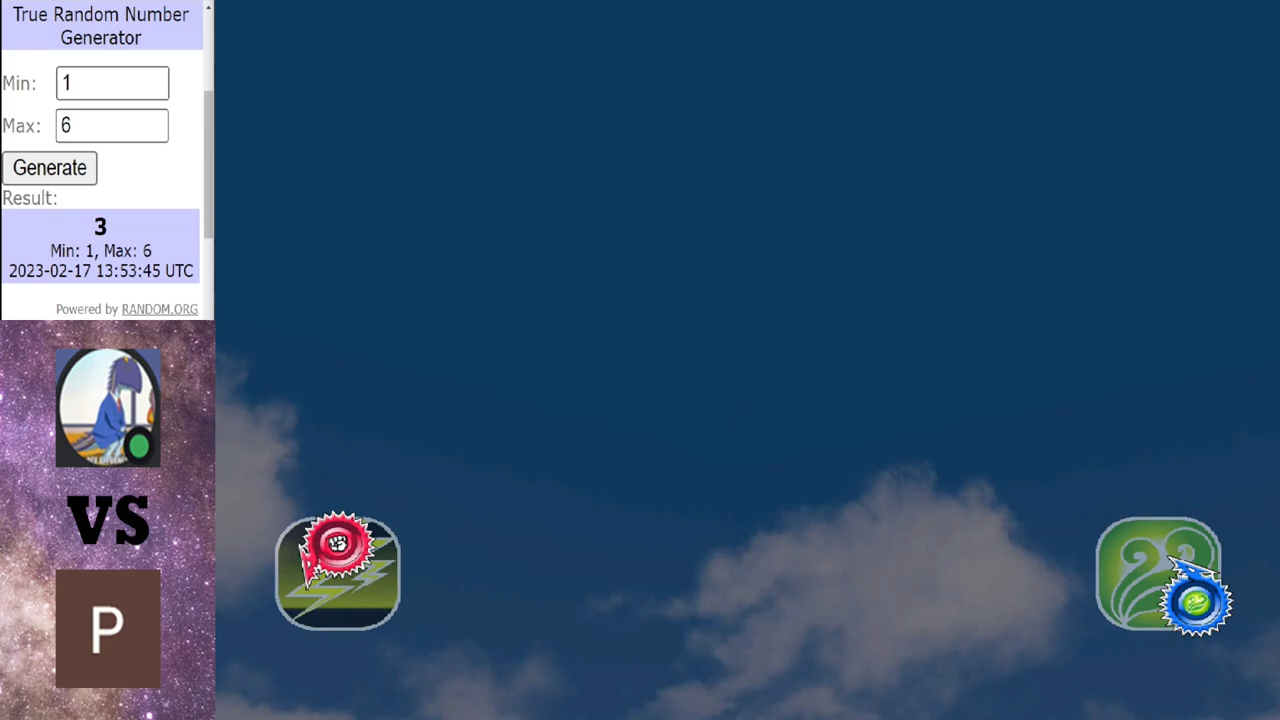 True Random Number
Generator
Min: 1
Max: 6
Generate
Result:
3
Min: 1, Max: 6
2023-02-17 13:53:45 UTC
Powered by RANDOM.ORG
VS
P